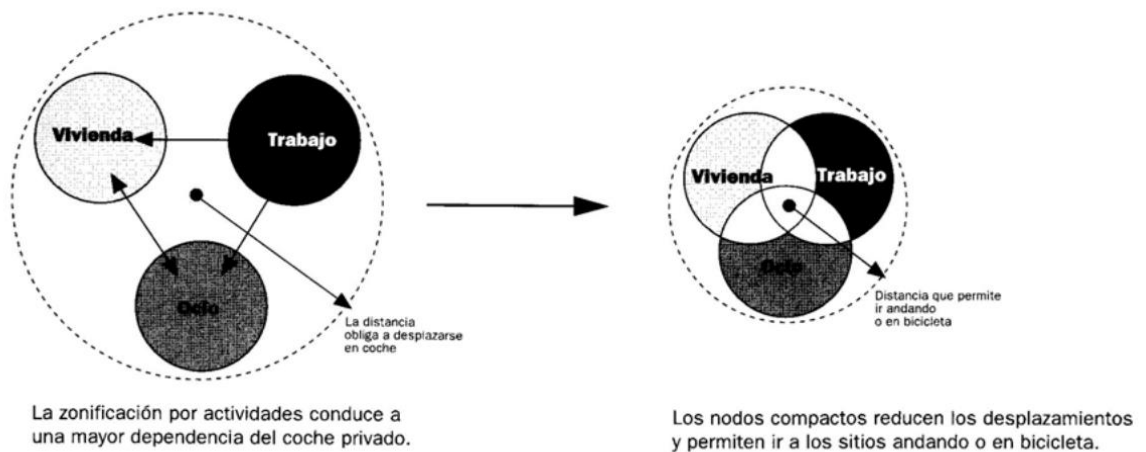 Vivienda
Trabajo
Ocio
La distancia
obliga a desplazarse
en coche
La zonificación por actividades conduce a
una mayor dependencia del coche privado.
Vivienda
Trabajo
Ocio
Distancia que permite
ir andando
o en bicicleta
Los nodos compactos reducen los desplazamientos
y permiten ir a los sitios andando o en bicicleta.